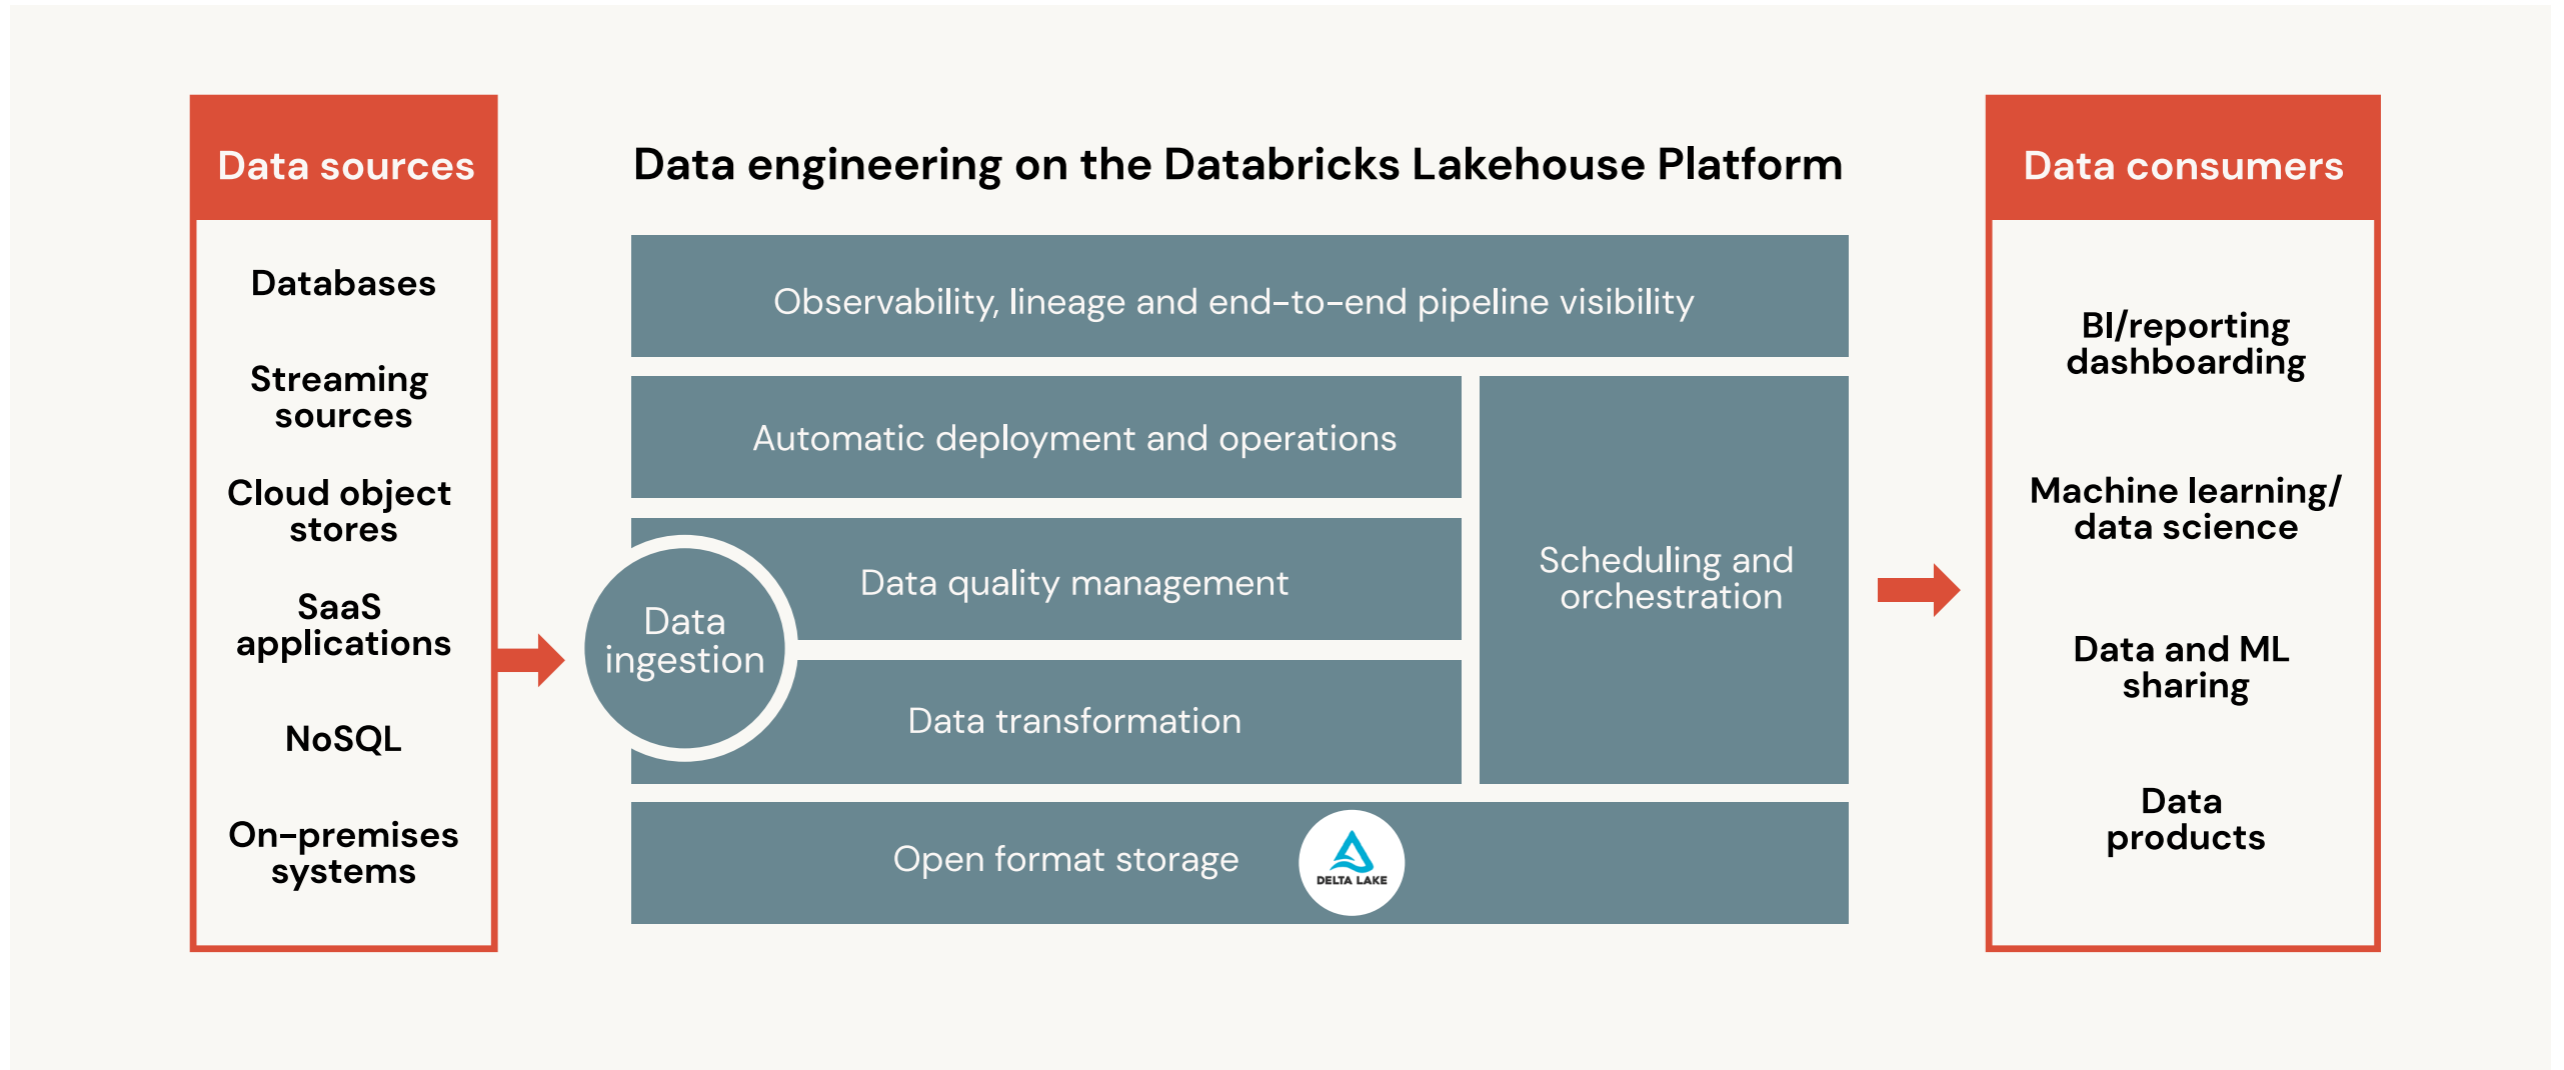 Data sources
Databases
Streaming
sources
Cloud object
stores
SaaS
applications
NoSQL
On-premises
systems
Data engineering on the Databricks Lakehouse Platform
Observability, lineage and end-to-end pipeline visibility
Automatic deployment and operations
Data quality management
Data
ingestion
Data transformation
Scheduling and
orchestration
Open format storage
DELTA LAKE
Data consumers
BI/reporting
dashboarding
Machine learning/
data science
Data and ML
sharing
Data
products